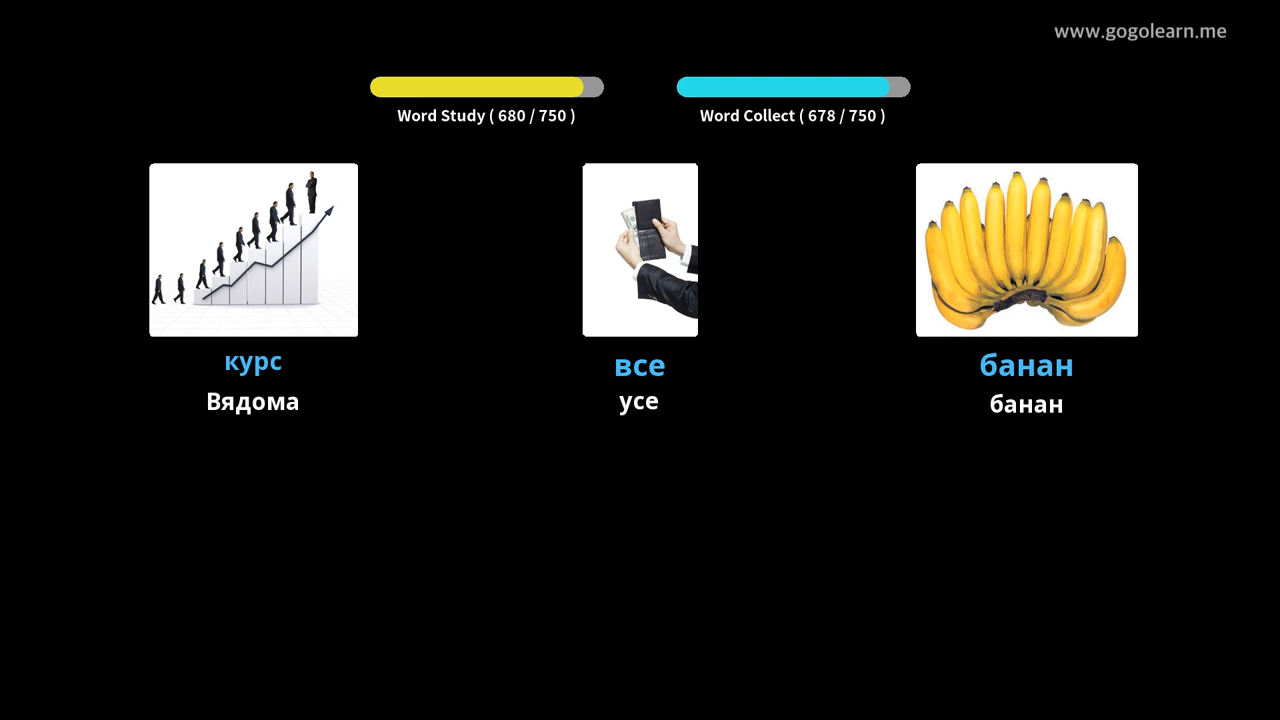 www.gogolearn.me
Word Study ( 680 / 750 )
Word Collect ( 678 / 750 )
курс
Вядома
все
усе
банан
банан